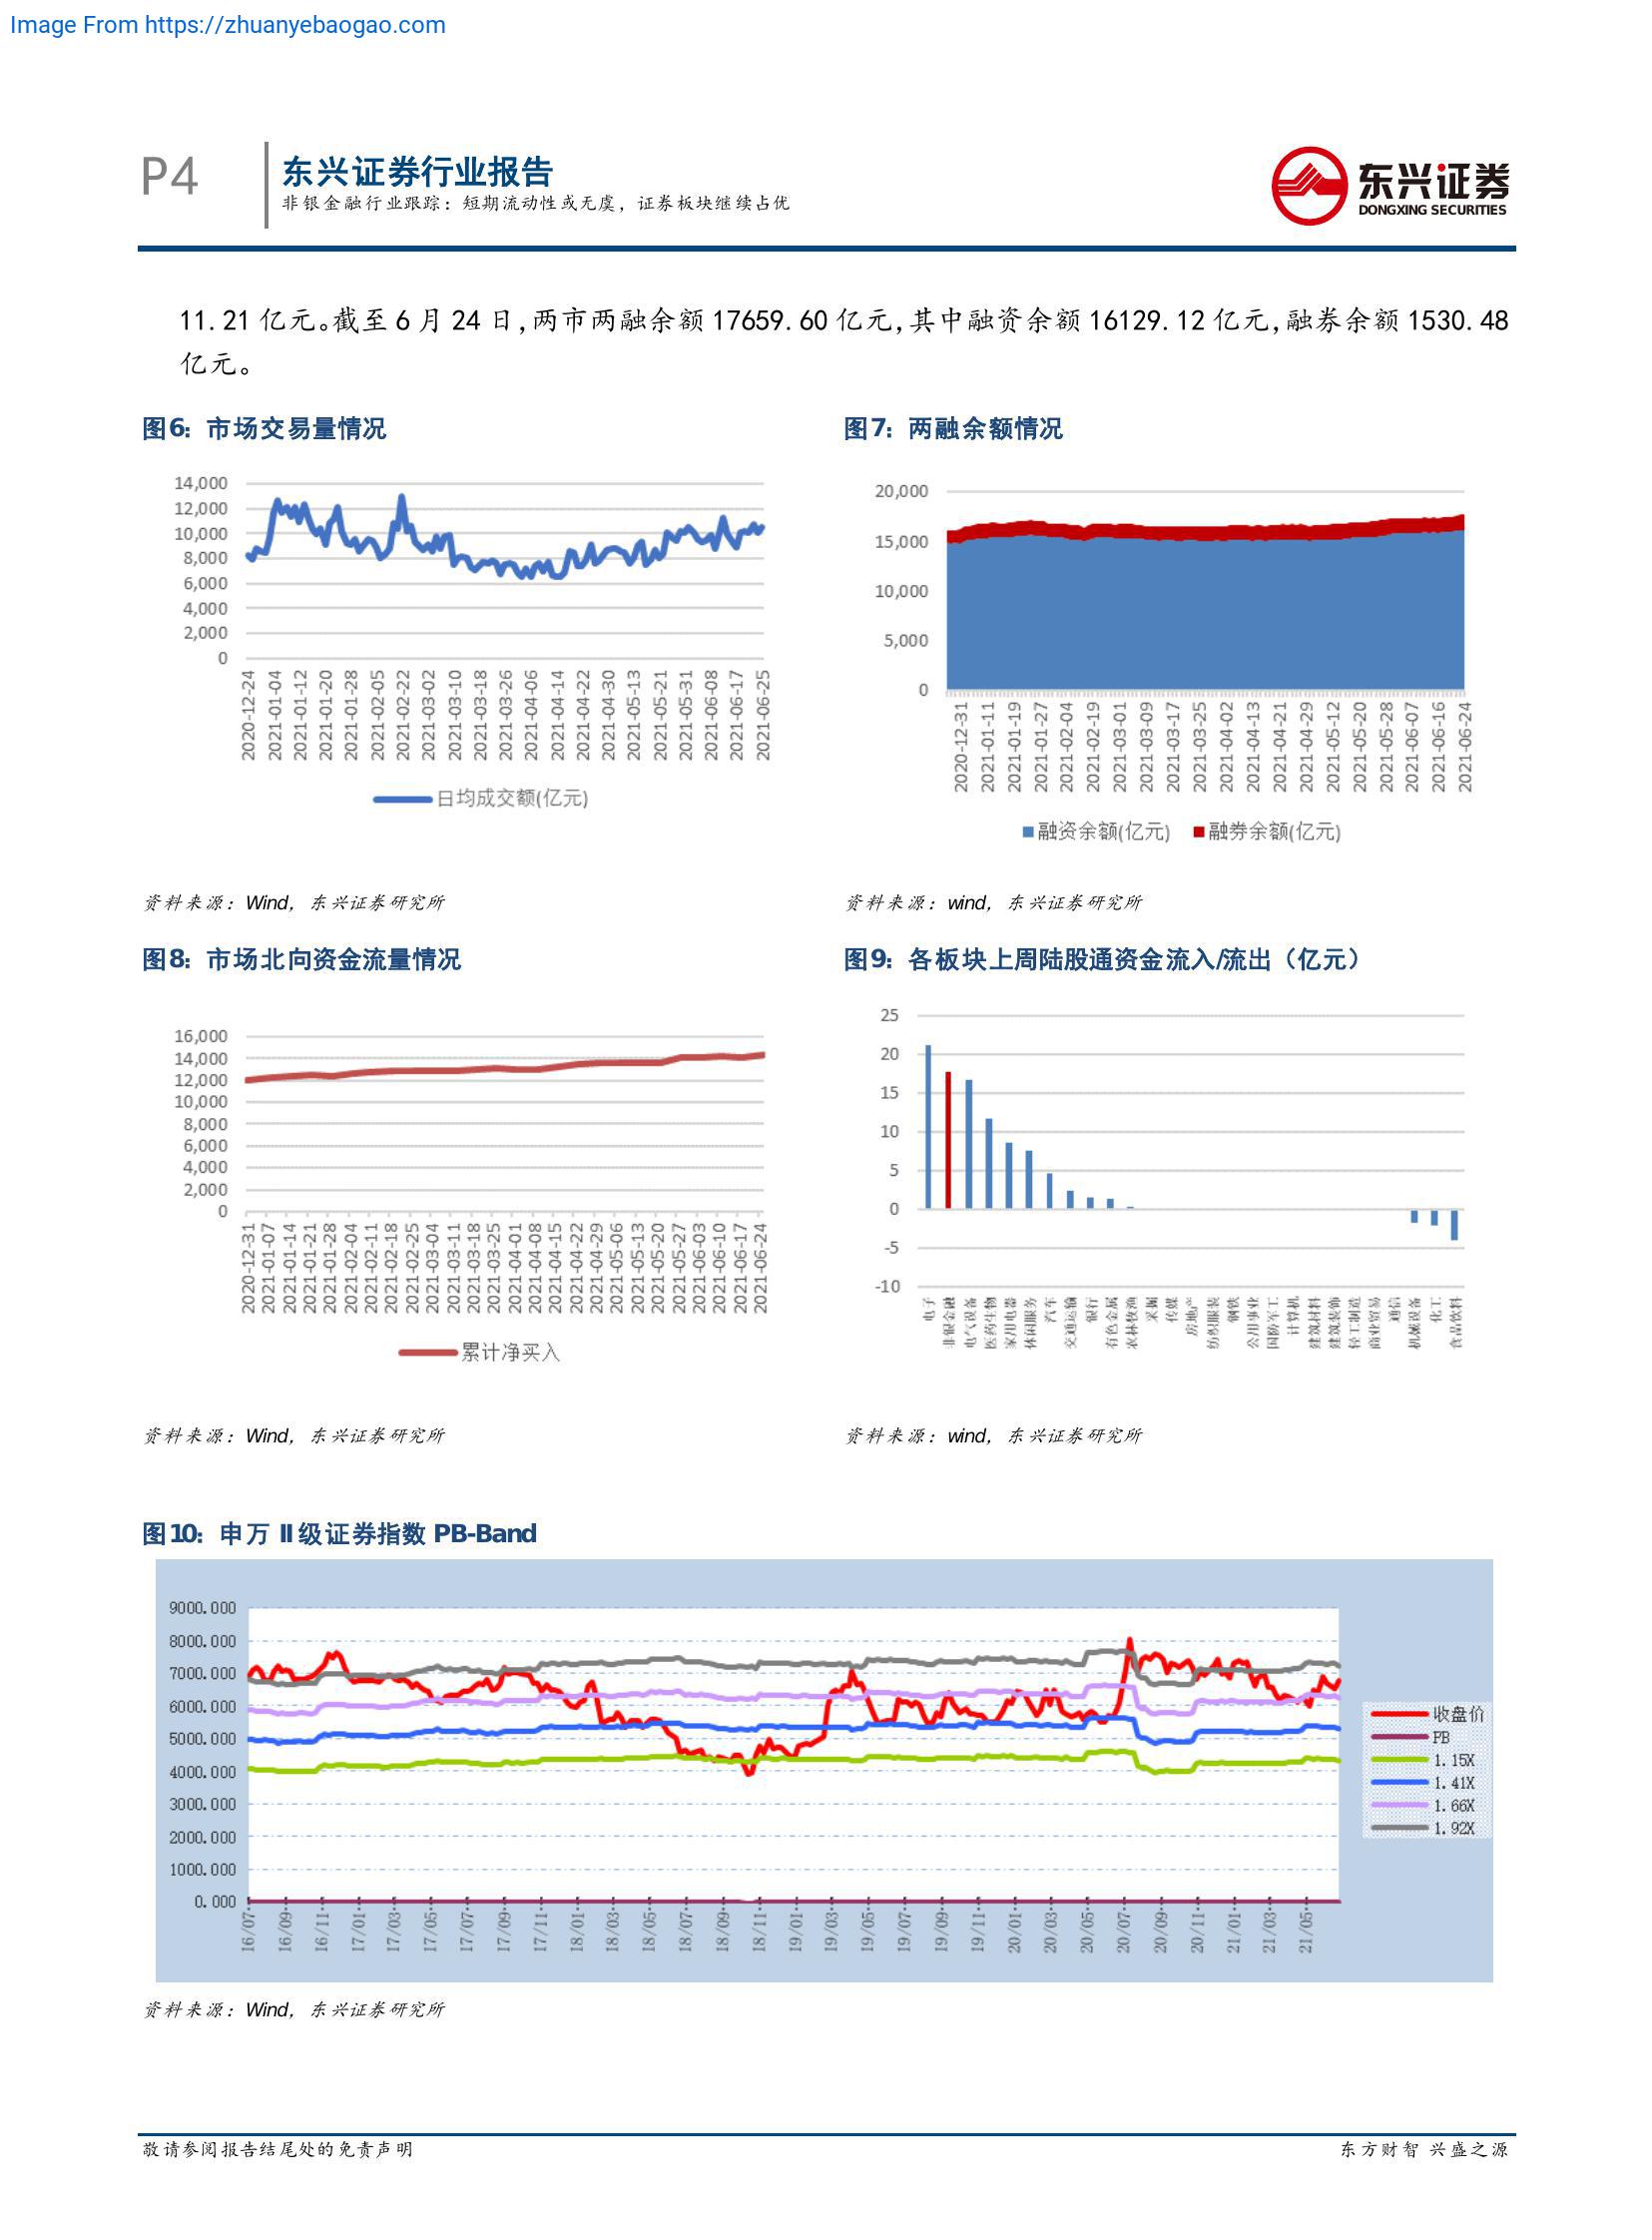 Image From https://zhuanyebaogao.com
P4
东兴证券行业报告
非银金融行业跟踪：短期流动性或无虞，证券板块继续占优
东兴证券
DONGXING SECURITIES
11.21 亿元。截至 6 月 24 日，两市两融余额 17659.60 亿元，其中融资余额 16129.12 亿元，融券余额 1530.48
亿元。
图6：市场交易量情况
14,000
12,000
10,000
8,000
6,000
4,000
2,000
0
2020-12-24
2021-01-04
2021-01-12
2021-01-20
2021-01-28
2021-02-05
2021-02-22
2021-03-02
2021-03-10
2021-03-18
2021-03-26
2021-04-06
2021-04-14
2021-04-22
2021-04-30
2021-05-13
2021-05-21
2021-05-31
2021-06-08
2021-06-17
2021-06-25
日均成交额(亿元)
资料来源：Wind，东兴证券研究所
图7：两融余额情况
20,000
15,000
10,000
5,000
0
2020-12-31
2021-01-11
2021-01-19
2021-01-27
2021-02-04
2021-02-19
2021-03-01
2021-03-09
2021-03-17
2021-03-25
2021-04-02
2021-04-13
2021-04-21
2021-04-29
2021-05-12
2021-05-20
2021-05-28
2021-06-07
2021-06-16
2021-06-24
融资余额(亿元) 融券余额(亿元)
资料来源：wind，东兴证券研究所
图8：市场北向资金流量情况
16,000
14,000
12,000
10,000
8,000
6,000
4,000
2,000
0
2020-12-31
2021-01-07
2021-01-14
2021-01-21
2021-01-28
2021-02-04
2021-02-11
2021-02-18
2021-02-25
2021-03-04
2021-03-11
2021-03-18
2021-03-25
2021-04-01
2021-04-08
2021-04-15
2021-04-22
2021-04-29
2021-05-06
2021-05-13
2021-05-20
2021-05-27
2021-06-03
2021-06-10
2021-06-17
2021-06-24
累计净买入
资料来源：Wind，东兴证券研究所
图9：各板块上周陆股通资金流入/流出（亿元）
25
20
15
10
5
0
-5
-10
电子
非银金融
电气设备
医药生物
家用电器
休闲服务
汽车
交通运输
银行
有色金属
农林牧渔
采掘
传媒
房地产
纺织服装
钢铁
公用事业
国防军工
计算机
建筑材料
建筑装饰
轻工制造
商业贸易
通信
机械设备
化工
食品饮料
资料来源：wind，东兴证券研究所
图10：申万 II 级证券指数 PB-Band
9000.000
8000.000
7000.000
6000.000
5000.000
4000.000
3000.000
2000.000
1000.000
0.000
16/07
16/09
16/11
17/01
17/03
17/05
17/07
17/09
17/11
18/01
18/03
18/05
18/07
18/09
18/11
19/01
19/03
19/05
19/07
19/09
19/11
20/01
20/03
20/05
20/07
20/09
20/11
21/01
21/03
21/05
收盘价
PB
1.15X
1.41X
1.66X
1.92X
资料来源：Wind，东兴证券研究所
敬请参阅报告结尾处的免责声明
东方财智 兴盛之源